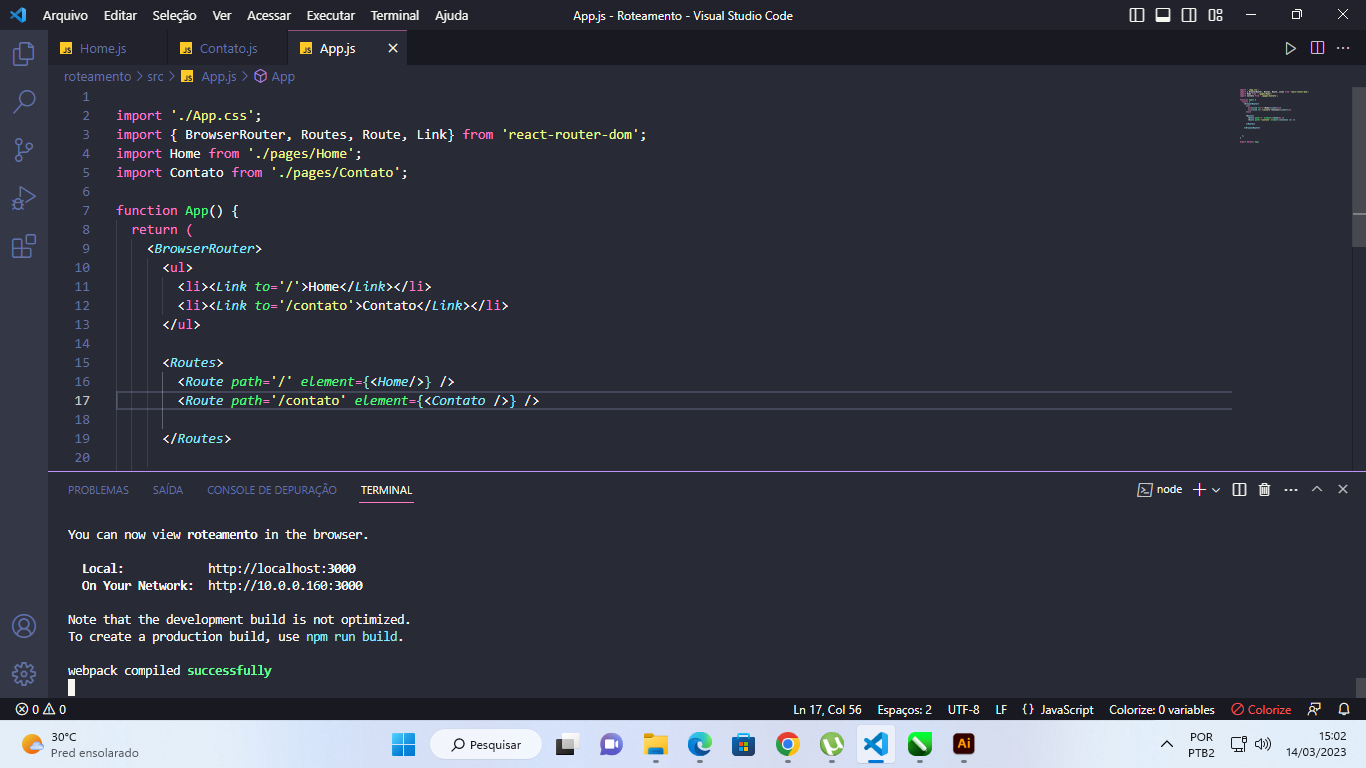 Arquivo Editar Seleção Ver Acessar Executar Terminal Ajuda App.js - Roteamento - Visual Studio Code
JS Home.js JS Contato.js JS App.js
roteamento > src > JS App.js > App
1
2 import './App.css';
3 import { BrowserRouter, Routes, Route, Link} from 'react-router-dom';
4 import Home from './pages/Home';
5 import Contato from './pages/Contato';
6
7 function App() {
8 return (
9 <BrowserRouter>
10 <ul>
11 <li><Link to='/'>Home</Link></li>
12 <li><Link to='/contato'>Contato</Link></li>
13 </ul>
14
15 <Routes>
16 <Route path='/' element={<Home/>} />
17 <Route path='/contato' element={<Contato />} />
18
19 </Routes>
20
PROBLEMAS SAÍDA CONSOLE DE DEPURAÇÃO TERMINAL node
You can now view roteamento in the browser.
Local: http://localhost:3000
On Your Network: http://10.0.0.160:3000
Note that the development build is not optimized.
To create a production build, use npm run build.
webpack compiled successfully
0 0 Ln 17, Col 56 Espaços: 2 UTF-8 LF {} JavaScript Colorize: 0 variables Colorize
30°C
Pred ensolarado
Pesquisar
Ai
POR
PTB2
15:02
14/03/2023